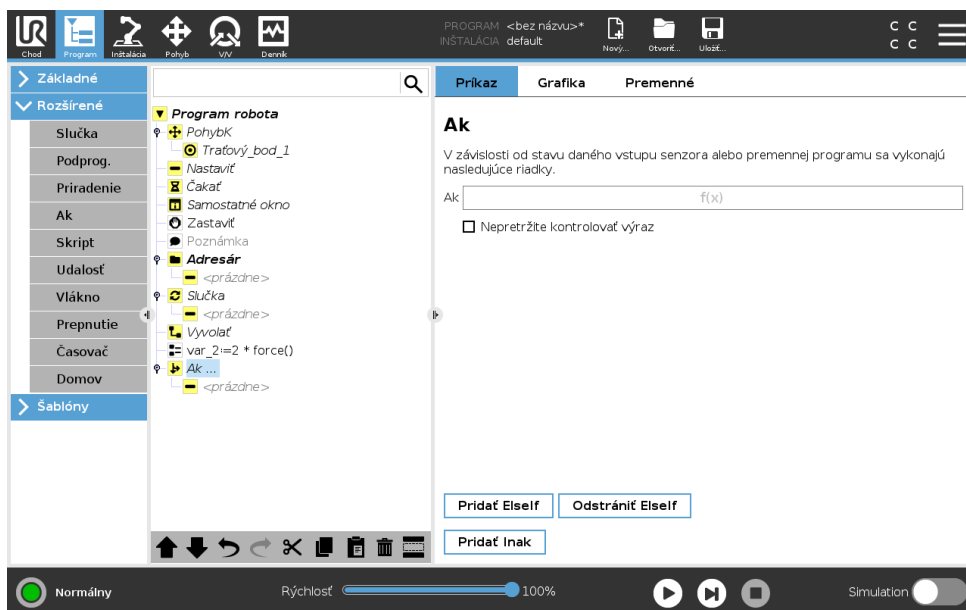 PROGRAM <bez názvu>*
INŠTALÁCIA default
Chod
Program
Inštalácia
Pohyb
V/V
Denník
Nový...
Otvoriť...
Uložiť...
C C
C C
Základné
Rozšírené
Slučka
Podprog.
Priradenie
Ak
Skript
Udalosť
Vlákno
Prepnutie
Časovač
Domov
Šablóny
Program robota
PohybK
Traťový_bod_1
Nastaviť
Čakať
Samostatné okno
Zastaviť
Poznámka
Adresár
<prázdne>
Slučka
<prázdne>
Vyvolať
var_2≔2 * force()
Ak ...
<prázdne>
Príkaz
Grafika
Premenné
Ak
V závislosti od stavu daného vstupu senzora alebo premennej programu sa vykonajú
nasledujúce riadky.
Ak f(x)
Nepretržite kontrolovať výraz
Pridať ElseIf
Odstrániť ElseIf
Pridať Inak
Normálny
Rýchlosť 100%
Simulation